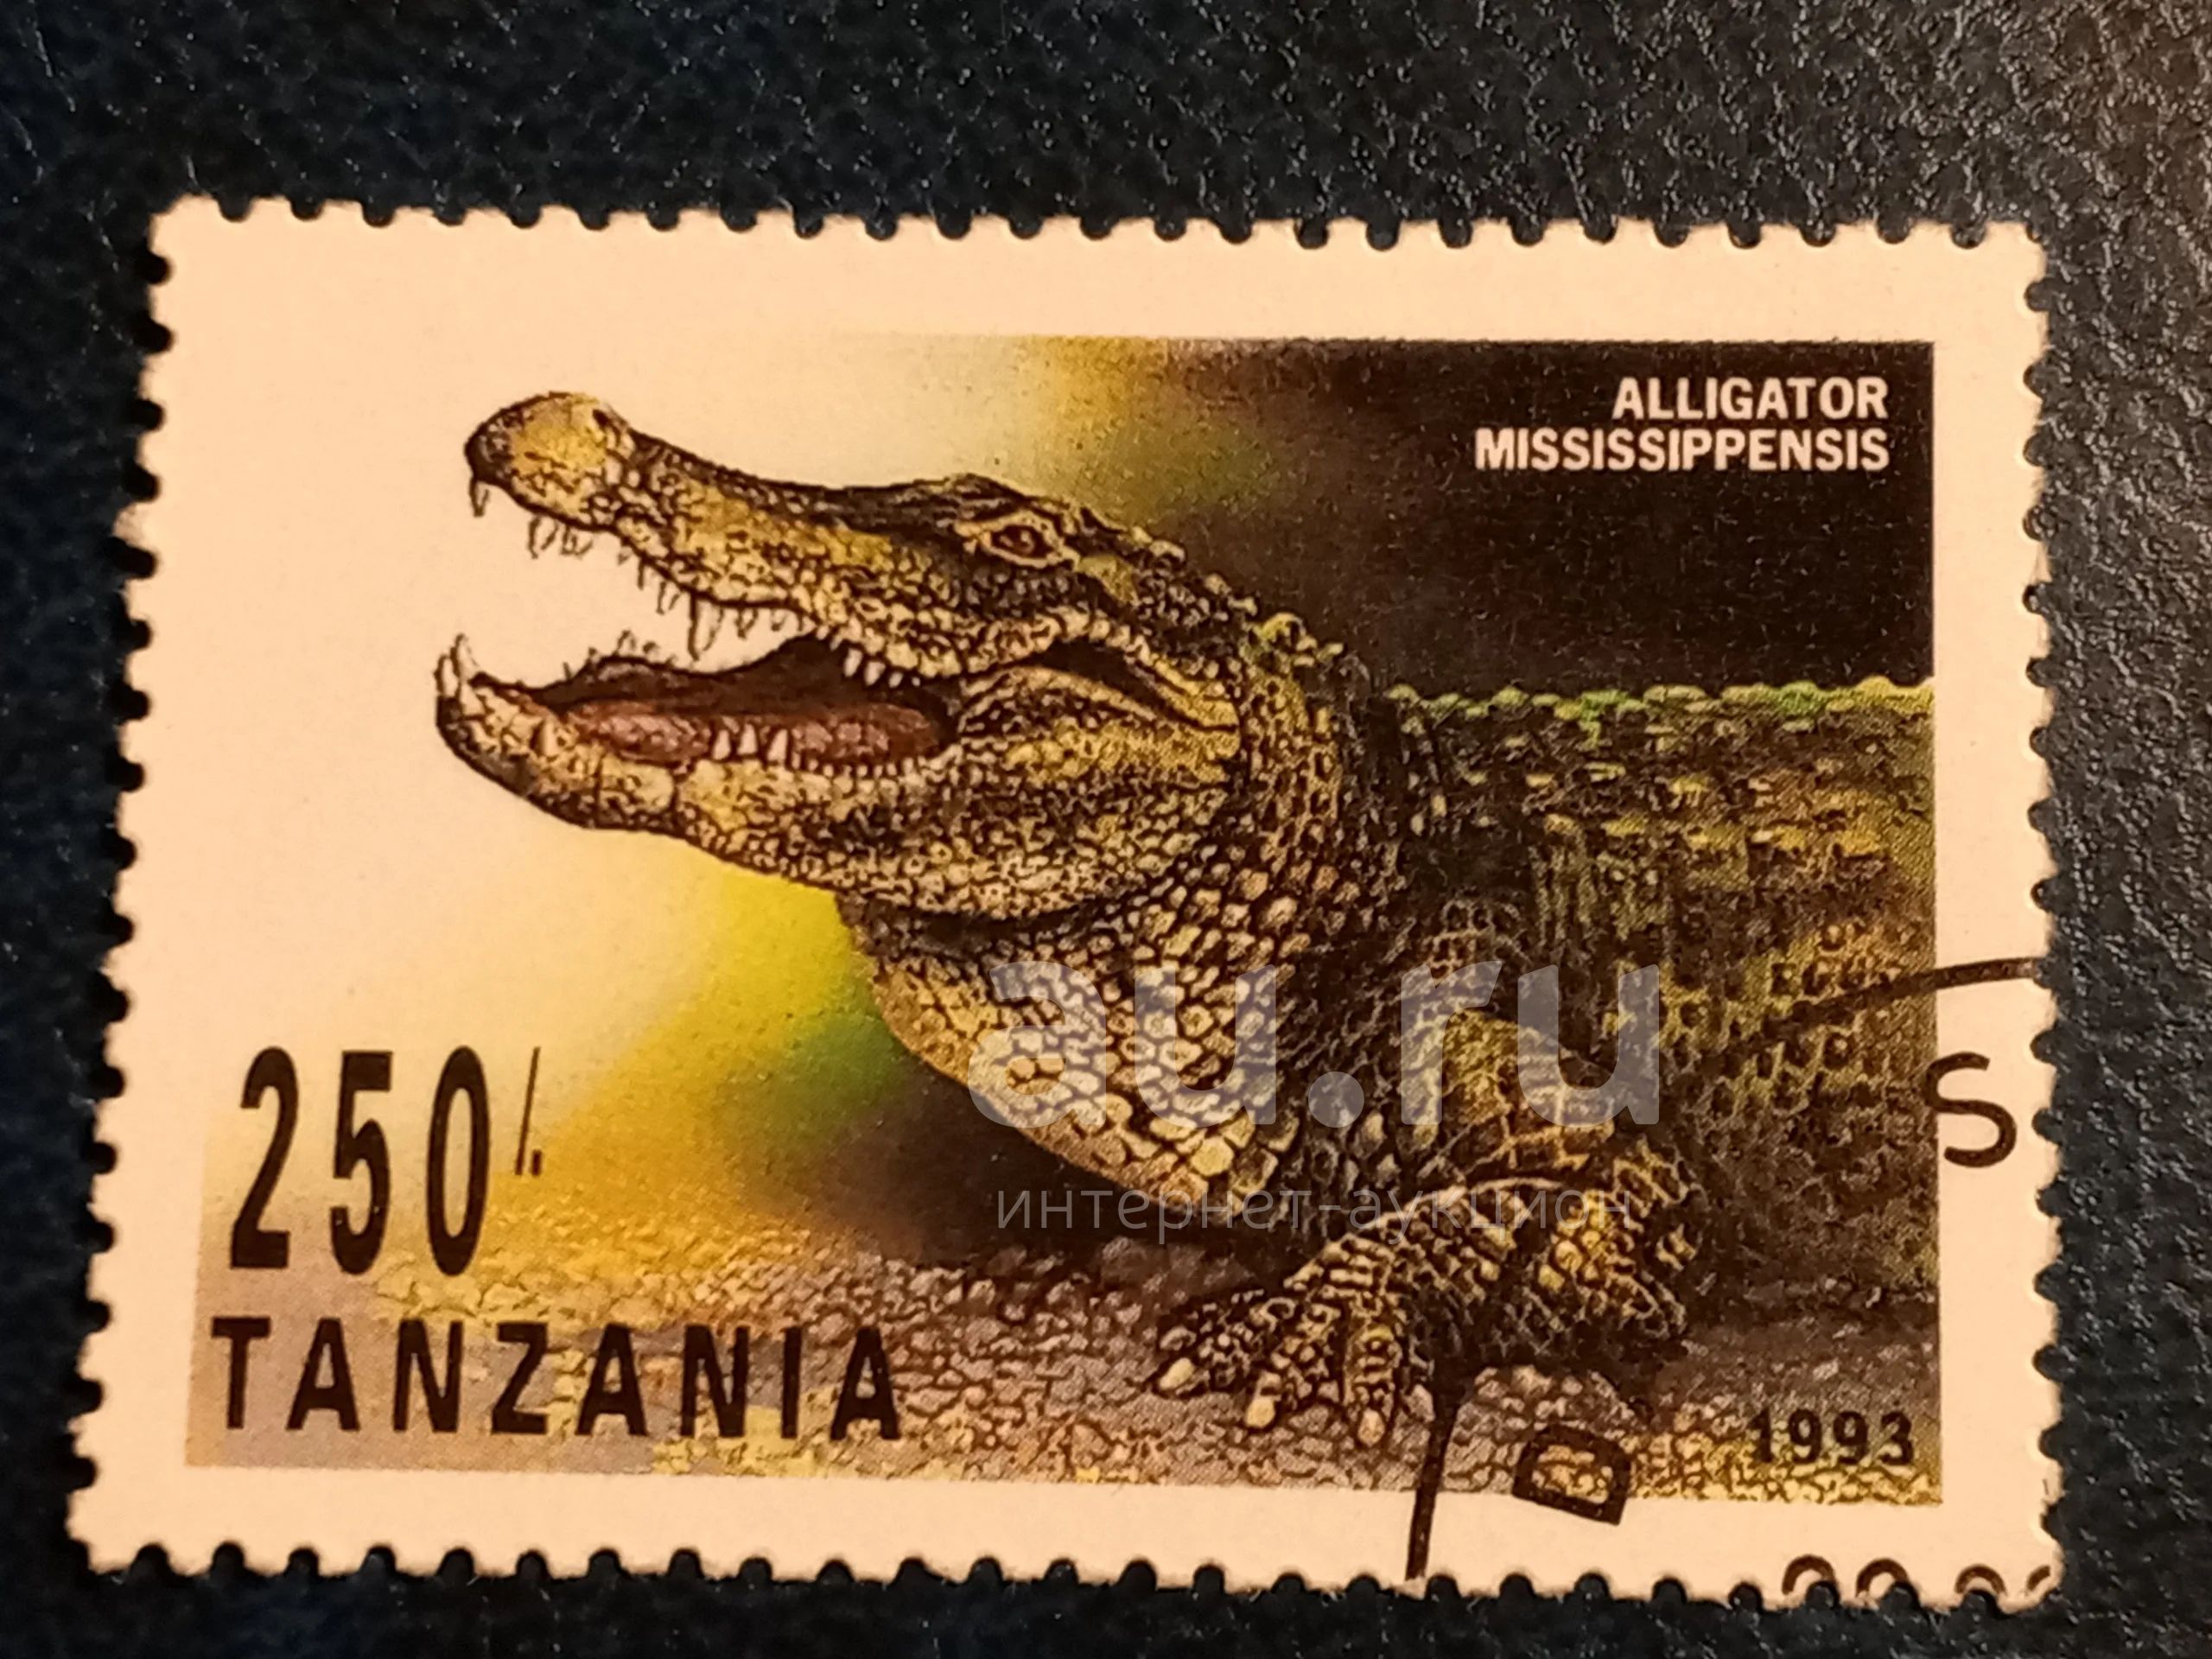 ALLIGATOR
MISSISSIPPENSIS
au.ru
интернет-аукцион
250/.
TANZANIA
1993
S
D